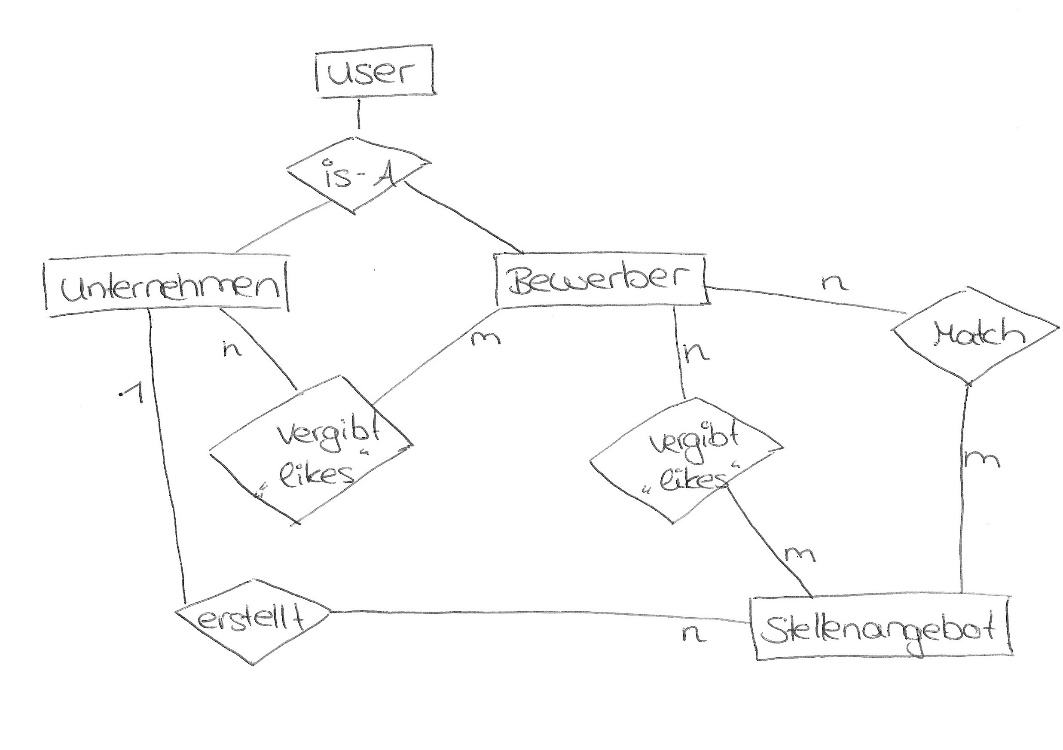 user
is-A
Unternehmen
Bewerber
n
Match
n
m
n
1
vergibt
„likes“
vergibt
„likes“
m
m
erstellt
n
Stellenangebot